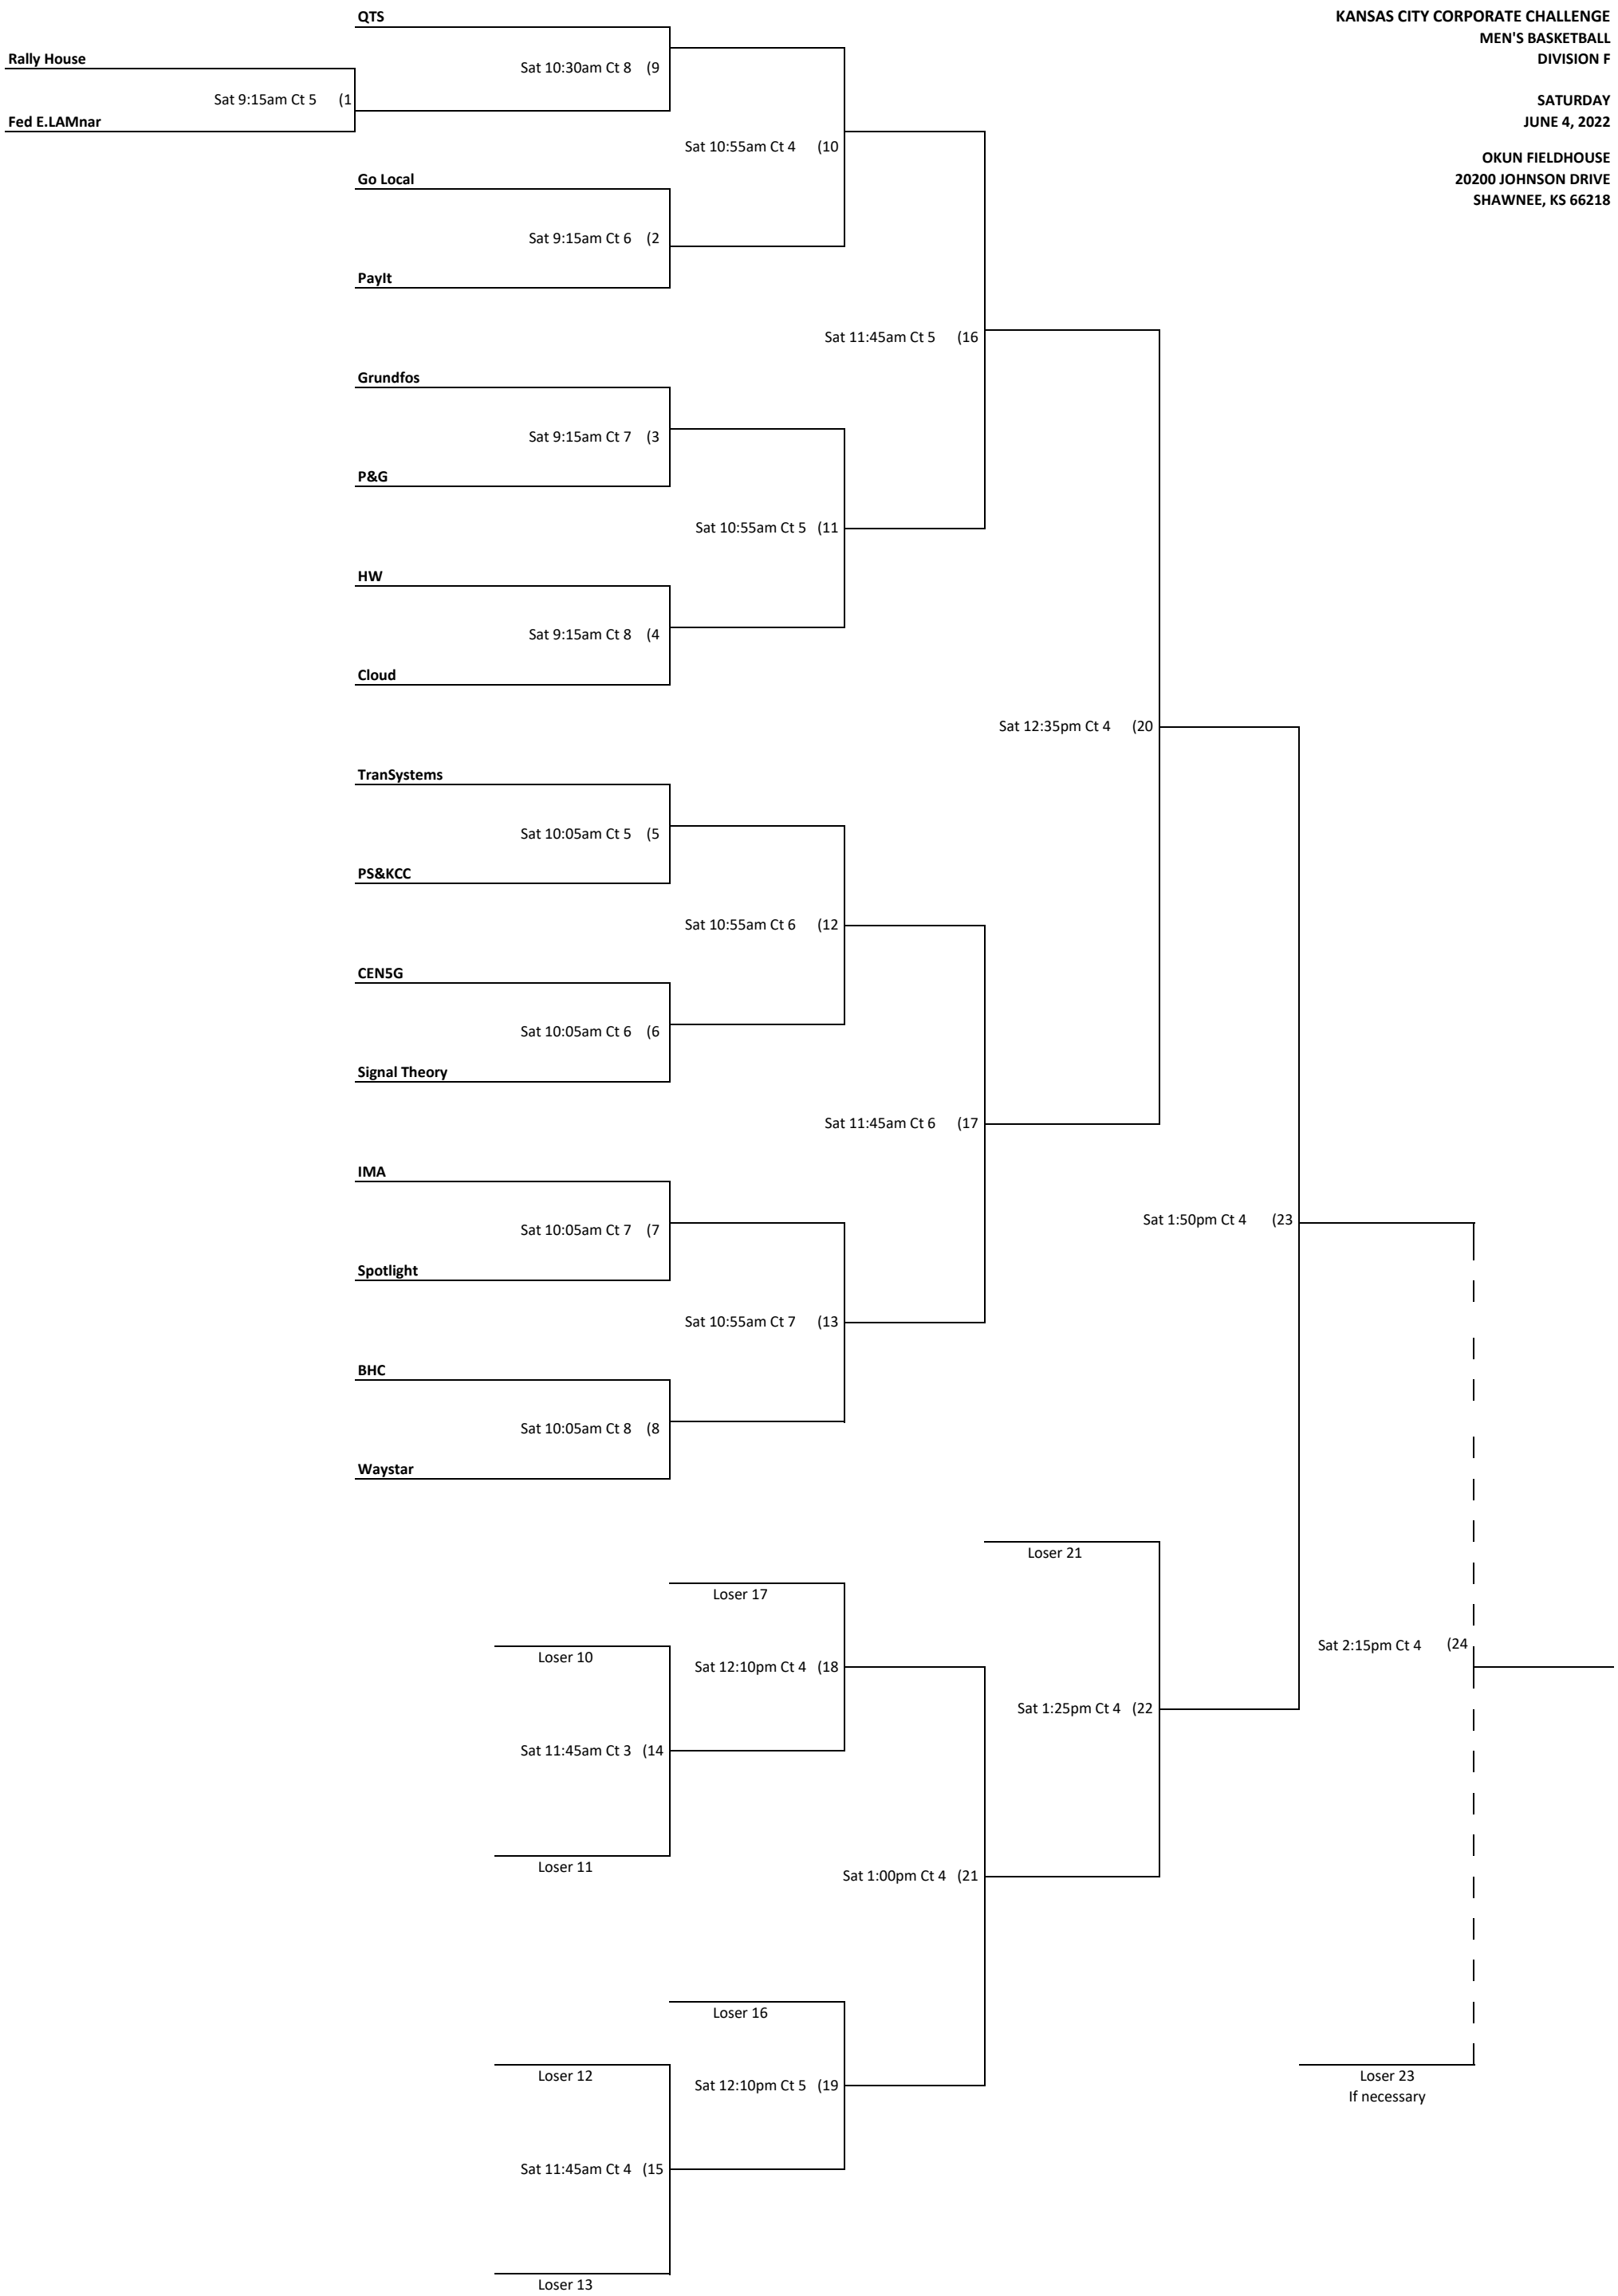 KANSAS CITY CORPORATE CHALLENGE
MEN'S BASKETBALL
DIVISION F
SATURDAY
JUNE 4, 2022
OKUN FIELDHOUSE
20200 JOHNSON DRIVE
SHAWNEE, KS 66218
QTS
Rally House
Sat 10:30am Ct 8 (9
Sat 9:15am Ct 5 (1
Fed E.LAMnar
Sat 10:55am Ct 4 (10
Go Local
Sat 9:15am Ct 6 (2
PayIt
Sat 11:45am Ct 5 (16
Grundfos
Sat 9:15am Ct 7 (3
P&G
Sat 10:55am Ct 5 (11
HW
Sat 9:15am Ct 8 (4
Cloud
Sat 12:35pm Ct 4 (20
TranSystems
Sat 10:05am Ct 5 (5
PS&KCC
Sat 10:55am Ct 6 (12
CEN5G
Sat 10:05am Ct 6 (6
Signal Theory
Sat 11:45am Ct 6 (17
IMA
Sat 10:05am Ct 7 (7
Sat 1:50pm Ct 4 (23
Spotlight
Sat 10:55am Ct 7 (13
BHC
Sat 10:05am Ct 8 (8
Waystar
Loser 21
Loser 17
Loser 10
Sat 12:10pm Ct 4 (18
Sat 2:15pm Ct 4 (24
Sat 1:25pm Ct 4 (22
Sat 11:45am Ct 3 (14
Loser 11
Sat 1:00pm Ct 4 (21
Loser 16
Loser 12
Sat 12:10pm Ct 5 (19
Loser 23
If necessary
Sat 11:45am Ct 4 (15
Loser 13